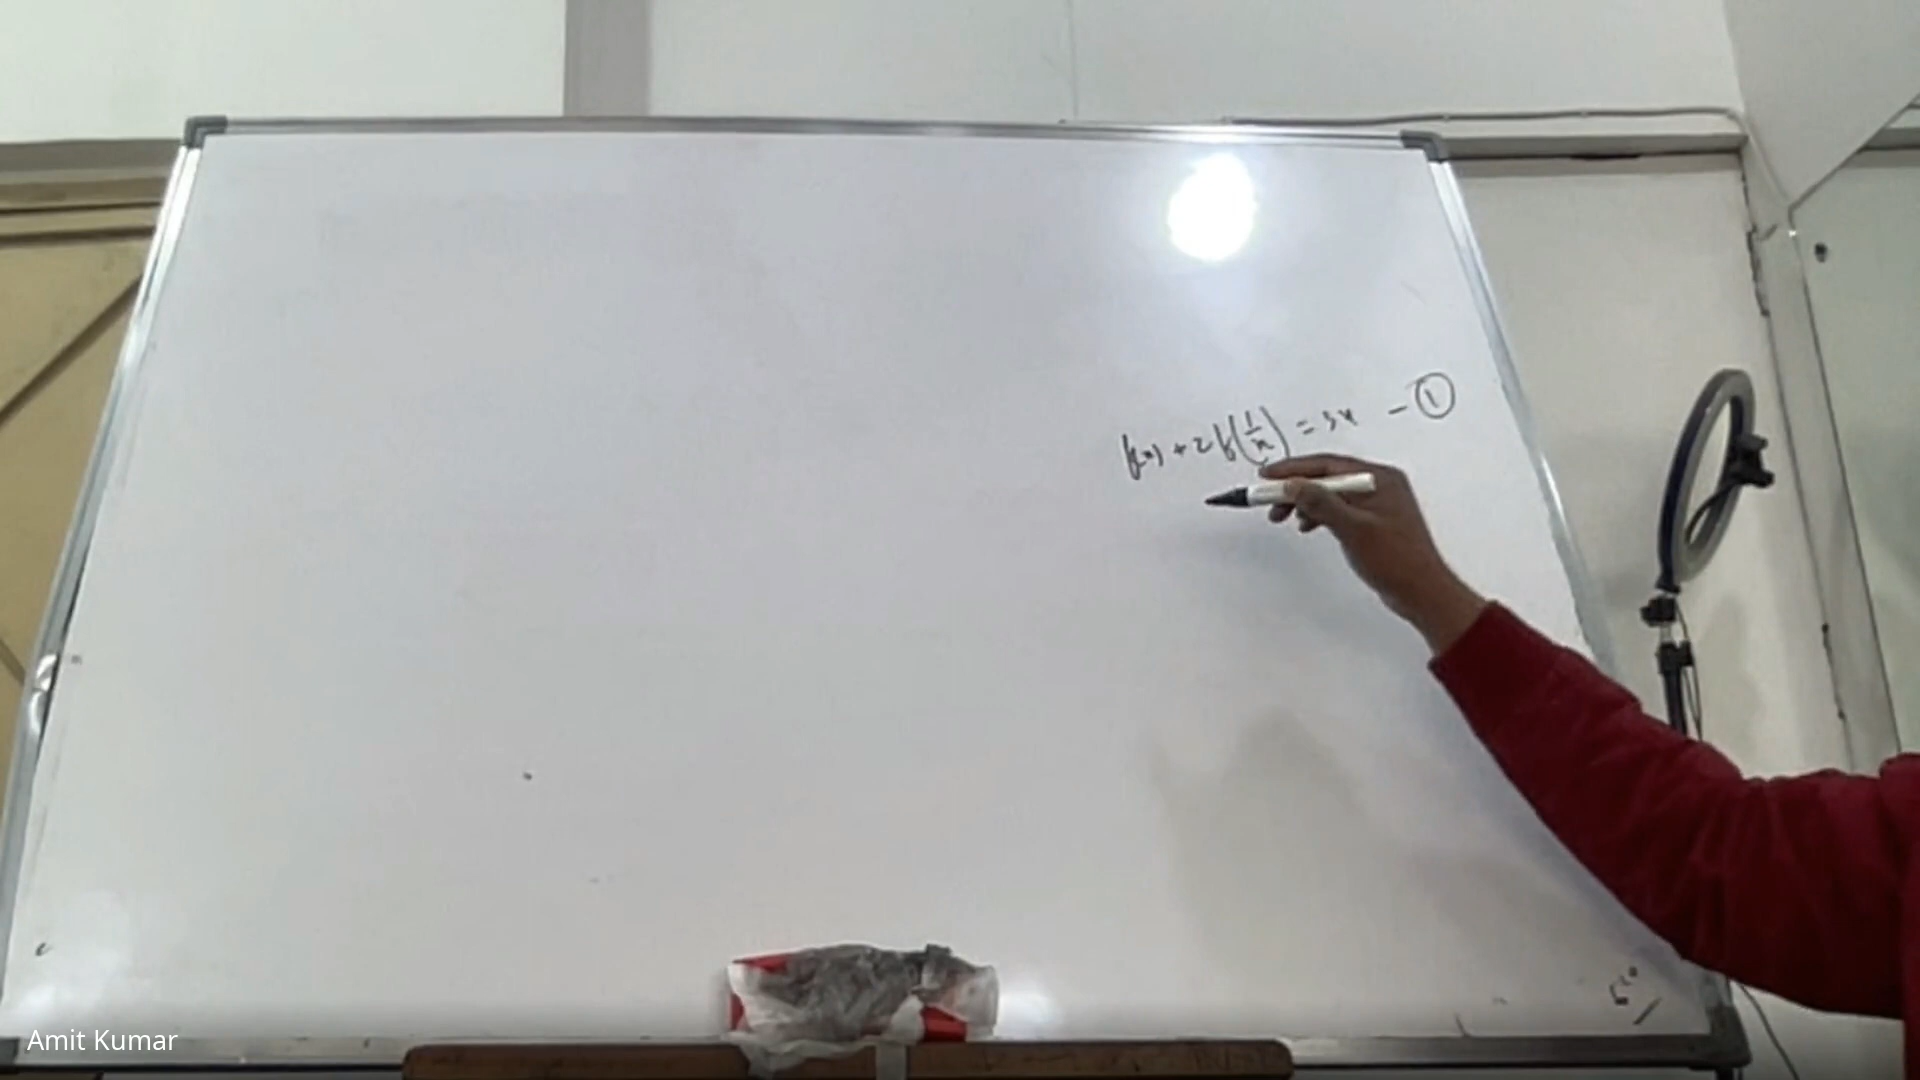 f(x) + 2f(1/x) = 3x - ①
Amit Kumar